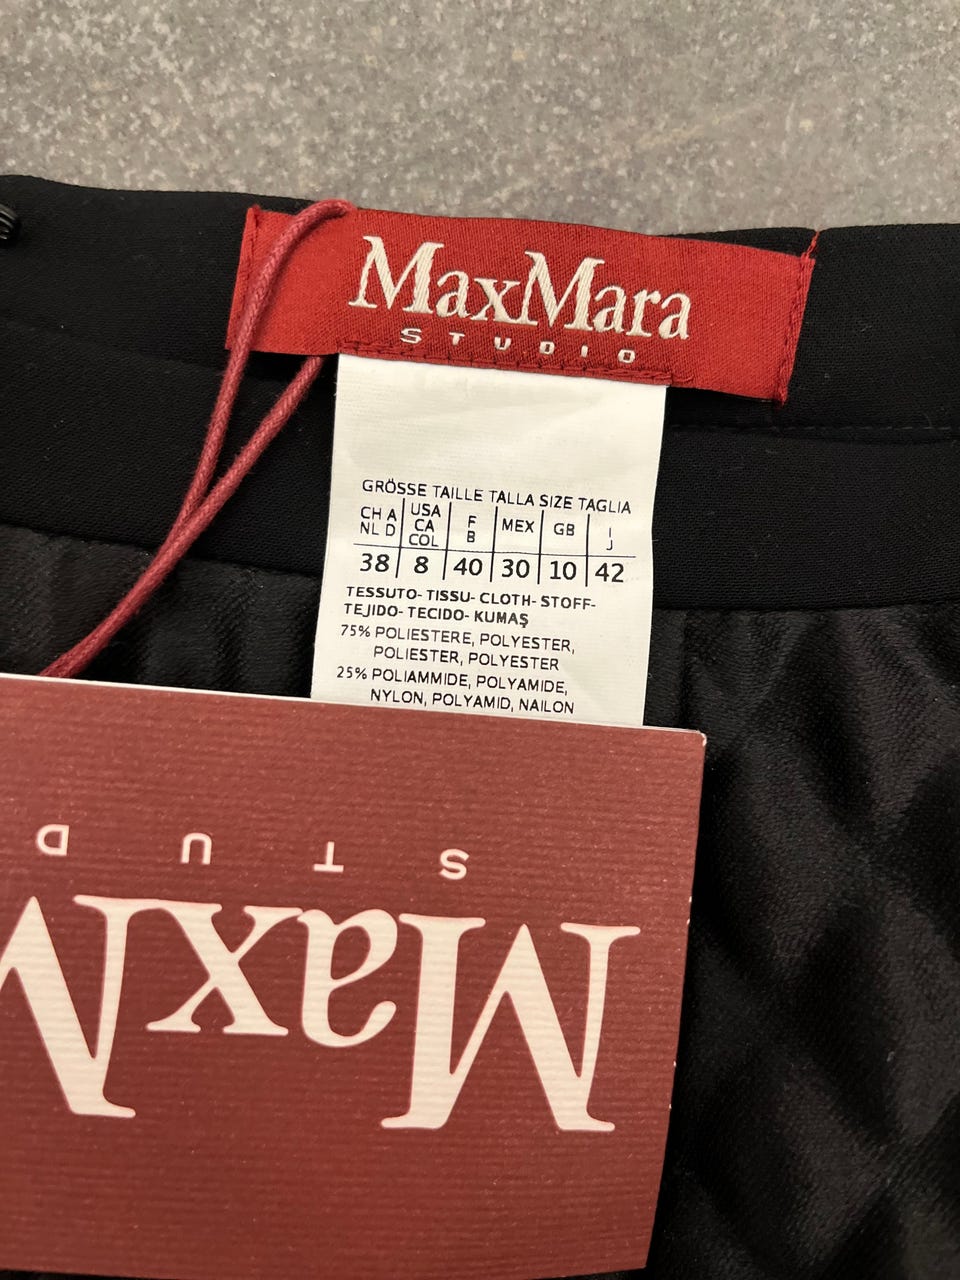 MaxMara
STUDIO
GRÖSSE TAILLE TALLA SIZE TAGLIA
CH A NL D | USA CA COL | F B | MEX | GB | I J
38 | 8 | 40 | 30 | 10 | 42
TESSUTO- TISSU- CLOTH- STOFF-
TEJIDO- TECIDO- KUMAŞ
75% POLIESTERE, POLYESTER,
POLIESTER, POLYESTER
25% POLIAMMIDE, POLYAMIDE,
NYLON, POLYAMID, NAILON
MaxM
STUD